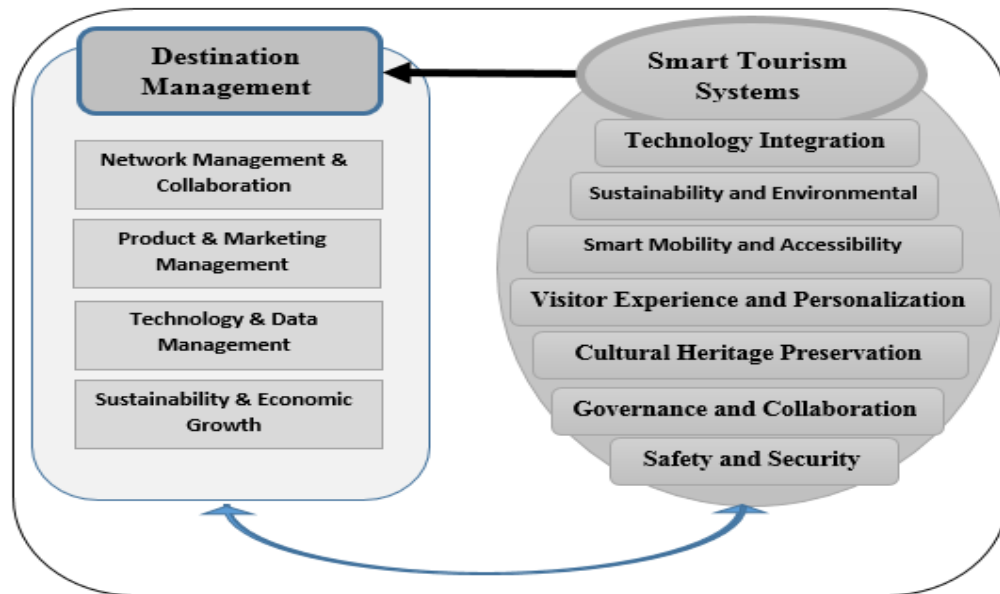 Destination
Management
Network Management &
Collaboration
Product & Marketing
Management
Technology & Data
Management
Sustainability & Economic
Growth
Smart Tourism
Systems
Technology Integration
Sustainability and Environmental
Smart Mobility and Accessibility
Visitor Experience and Personalization
Cultural Heritage Preservation
Governance and Collaboration
Safety and Security